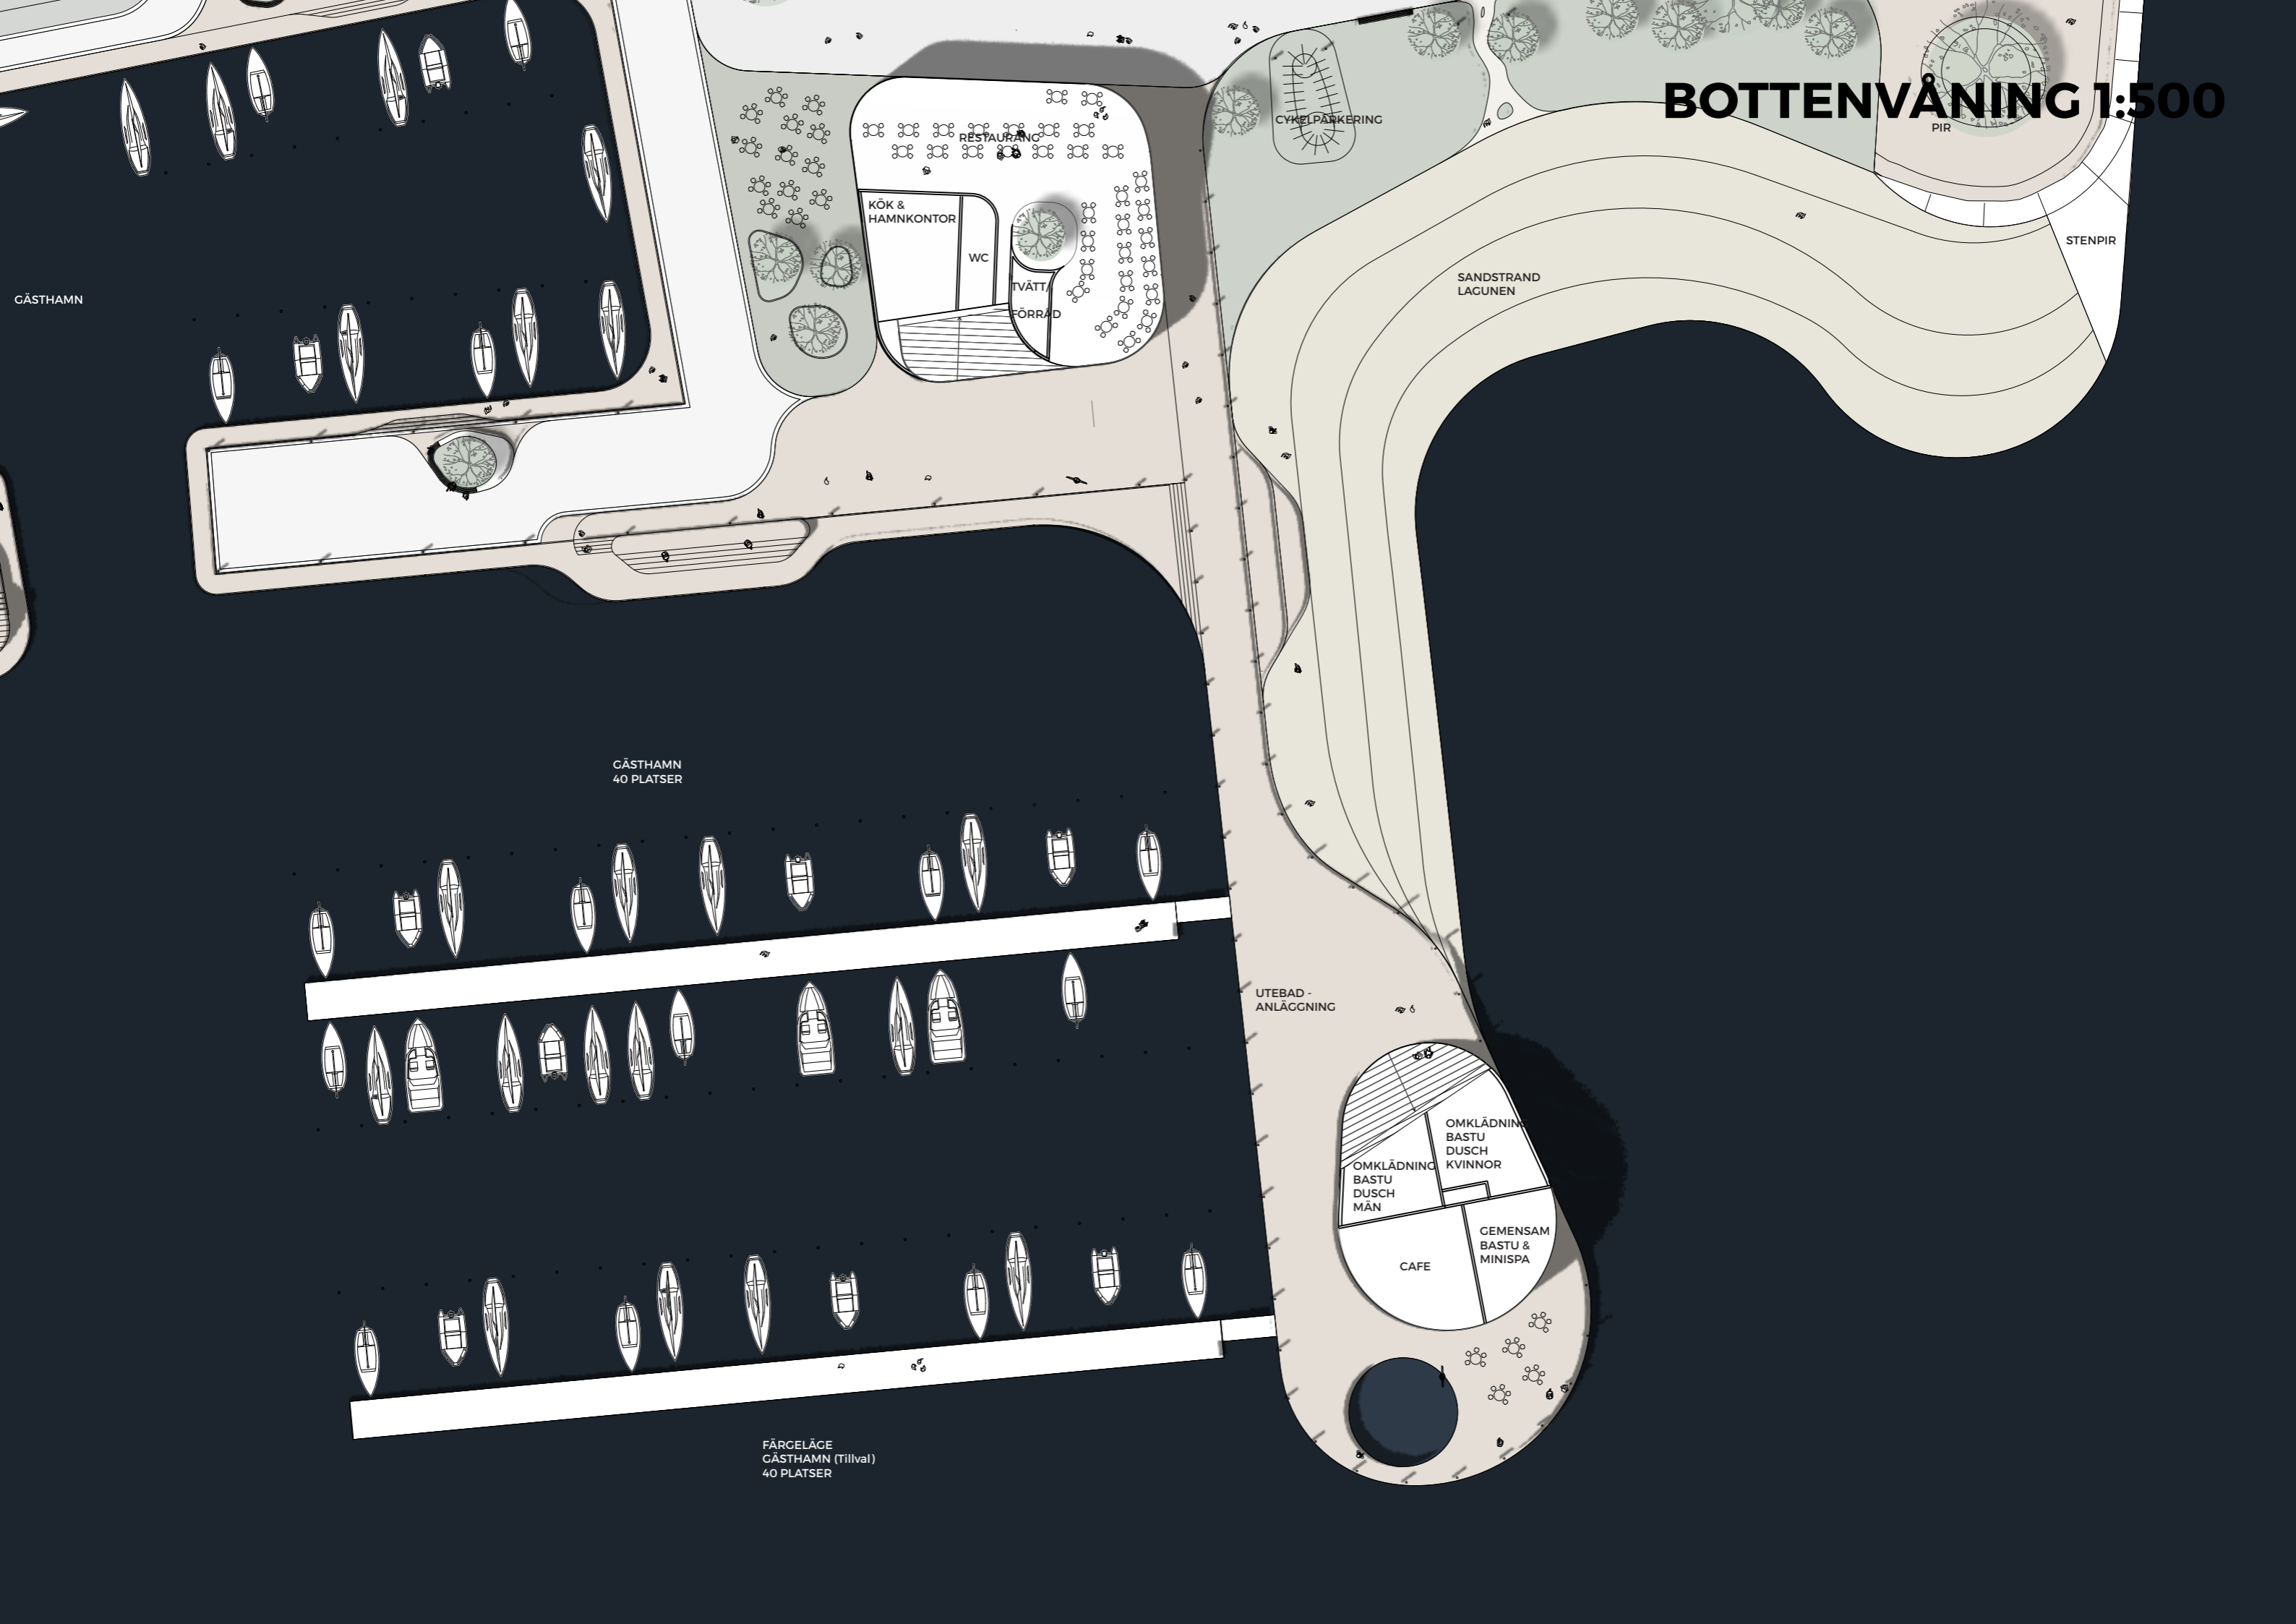 BOTTENVÅNING 1:500
CYKELPARKERING
PIR
RESTAURANG
KÖK &
HAMNKONTOR
WC
TVÄTT/
FÖRRÅD
STENPIR
SANDSTRAND
LAGUNEN
GÄSTHAMN
GÄSTHAMN
40 PLATSER
UTEBAD -
ANLÄGGNING
OMKLÄDNING
BASTU
DUSCH
KVINNOR
OMKLÄDNING
BASTU
DUSCH
MÄN
GEMENSAM
BASTU &
MINISPA
CAFE
FÄRGELÄGE
GÄSTHAMN (Tillval)
40 PLATSER